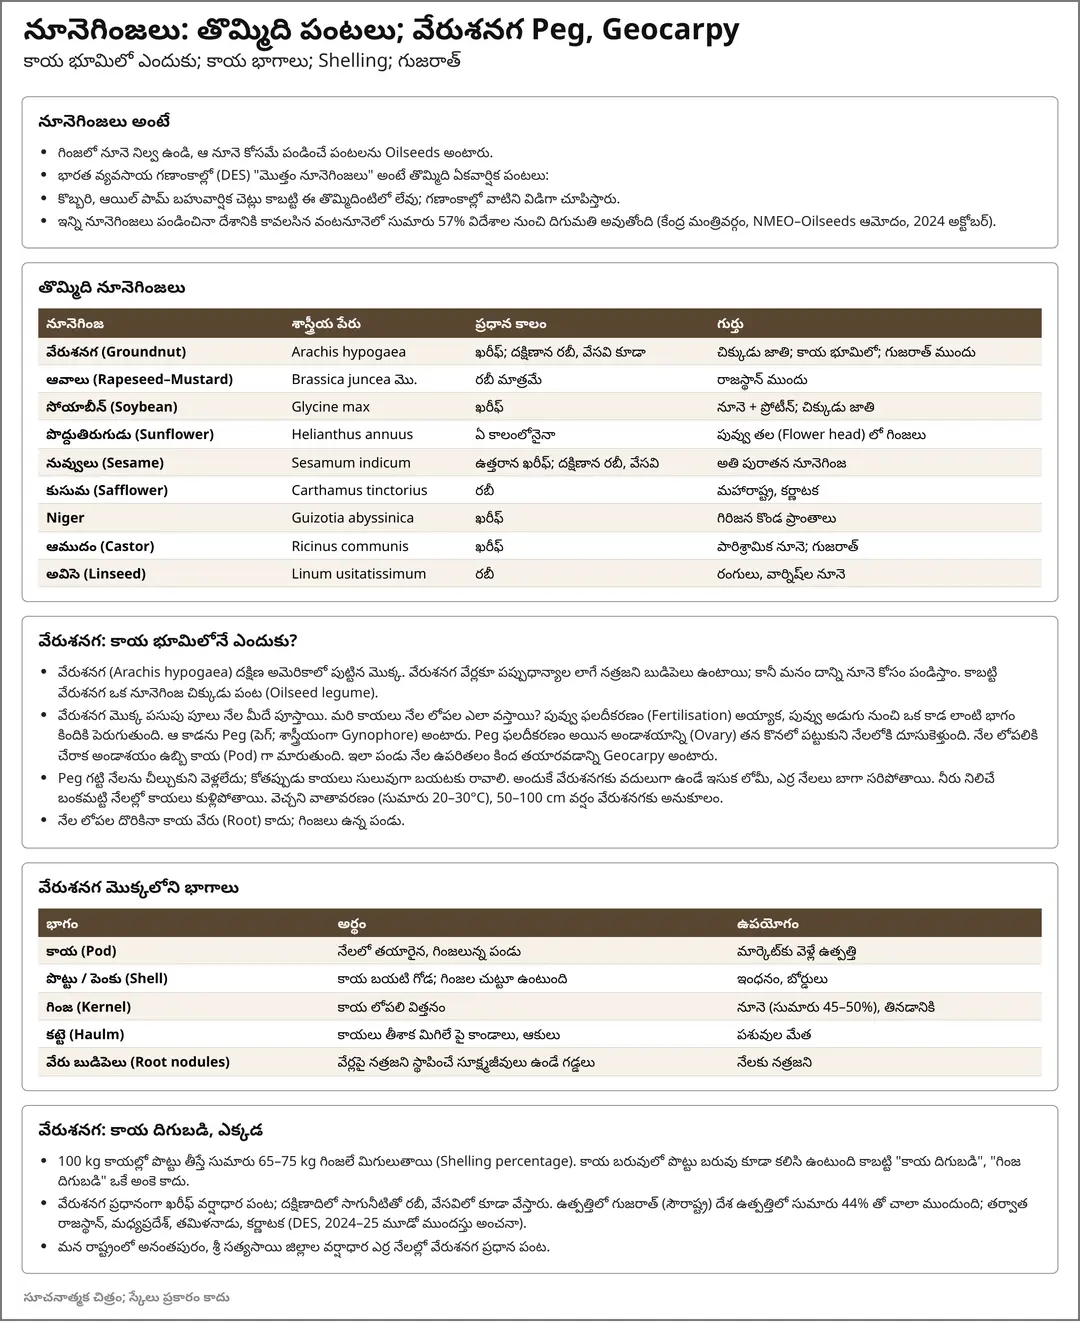 నూనెగింజలు: తొమ్మిది పంటలు; వేరుశనగ Peg, Geocarpy
కాయ భూమిలో ఎందుకు; కాయ భాగాలు; Shelling; గుజరాత్
నూనెగింజలు అంటే
• గింజలో నూనె నిల్వ ఉండి, ఆ నూనె కోసమే పండించే పంటలను Oilseeds అంటారు.
• భారత వ్యవసాయ గణాంకాల్లో (DES) "మొత్తం నూనెగింజలు" అంటే తొమ్మిది ఏకవార్షిక పంటలు:
• కొబ్బరి, ఆయిల్ పామ్ బహువార్షిక చెట్లు కాబట్టి ఈ తొమ్మిదింటిలో లేవు; గణాంకాల్లో వాటిని విడిగా చూపిస్తారు.
• ఇన్ని నూనెగింజలు పండించినా దేశానికి కావలసిన వంటనూనెలో సుమారు 57% విదేశాల నుంచి దిగుమతి అవుతోంది (కేంద్ర మంత్రివర్గం, NMEO–Oilseeds ఆమోదం, 2024 అక్టోబర్).
తొమ్మిది నూనెగింజలు
నూనెగింజ శాస్త్రీయ పేరు ప్రధాన కాలం గుర్తు
వేరుశనగ (Groundnut) Arachis hypogaea ఖరీఫ్; దక్షిణాన రబీ, వేసవి కూడా చిక్కుడు జాతి; కాయ భూమిలో; గుజరాత్ ముందు
ఆవాలు (Rapeseed–Mustard) Brassica juncea మొ. రబీ మాత్రమే రాజస్థాన్ ముందు
సోయాబీన్ (Soybean) Glycine max ఖరీఫ్ నూనె + ప్రోటీన్; చిక్కుడు జాతి
పొద్దుతిరుగుడు (Sunflower) Helianthus annuus ఏ కాలంలోనైనా పువ్వు తల (Flower head) లో గింజలు
నువ్వులు (Sesame) Sesamum indicum ఉత్తరాన ఖరీఫ్; దక్షిణాన రబీ, వేసవి అతి పురాతన నూనెగింజ
కుసుమ (Safflower) Carthamus tinctorius రబీ మహారాష్ట్ర, కర్ణాటక
Niger Guizotia abyssinica ఖరీఫ్ గిరిజన కొండ ప్రాంతాలు
ఆముదం (Castor) Ricinus communis ఖరీఫ్ పారిశ్రామిక నూనె; గుజరాత్
అవిసె (Linseed) Linum usitatissimum రబీ రంగులు, వార్నిష్‌ల నూనె
వేరుశనగ: కాయ భూమిలోనే ఎందుకు?
• వేరుశనగ (Arachis hypogaea) దక్షిణ అమెరికాలో పుట్టిన మొక్క. వేరుశనగ వేర్లకూ పప్పుధాన్యాల లాగే నత్రజని బుడిపెలు ఉంటాయి; కానీ మనం దాన్ని నూనె కోసం పండిస్తాం. కాబట్టి
వేరుశనగ ఒక నూనెగింజ చిక్కుడు పంట (Oilseed legume).
• వేరుశనగ మొక్క పసుపు పూలు నేల మీదే పూస్తాయి. మరి కాయలు నేల లోపల ఎలా వస్తాయి? పువ్వు ఫలదీకరణం (Fertilisation) అయ్యాక, పువ్వు అడుగు నుంచి ఒక కాడ లాంటి భాగం
కిందికి పెరుగుతుంది. ఆ కాడను Peg (పెగ్; శాస్త్రీయంగా Gynophore) అంటారు. Peg ఫలదీకరణం అయిన అండాశయాన్ని (Ovary) తన కొనలో పట్టుకుని నేలలోకి దూసుకెళ్తుంది. నేల లోపలికి
చేరాక అండాశయం ఉబ్బి కాయ (Pod) గా మారుతుంది. ఇలా పండు నేల ఉపరితలం కింద తయారవడాన్ని Geocarpy అంటారు.
• Peg గట్టి నేలను చీల్చుకుని వెళ్లలేదు; కోతప్పుడు కాయలు సులువుగా బయటకు రావాలి. అందుకే వేరుశనగకు వదులుగా ఉండే ఇసుక లోమీ, ఎర్ర నేలలు బాగా సరిపోతాయి. నీరు నిలిచే
బంకమట్టి నేలల్లో కాయలు కుళ్లిపోతాయి. వెచ్చని వాతావరణం (సుమారు 20–30°C), 50–100 cm వర్షం వేరుశనగకు అనుకూలం.
• నేల లోపల దొరికినా కాయ వేరు (Root) కాదు; గింజలు ఉన్న పండు.
వేరుశనగ మొక్కలోని భాగాలు
భాగం అర్థం ఉపయోగం
కాయ (Pod) నేలలో తయారైన, గింజలున్న పండు మార్కెట్‌కు వెళ్లే ఉత్పత్తి
పొట్టు / పెంకు (Shell) కాయ బయటి గోడ; గింజల చుట్టూ ఉంటుంది ఇంధనం, బోర్డులు
గింజ (Kernel) కాయ లోపలి విత్తనం నూనె (సుమారు 45–50%), తినడానికి
కట్టె (Haulm) కాయలు తీశాక మిగిలే పై కాండాలు, ఆకులు పశువుల మేత
వేరు బుడిపెలు (Root nodules) వేర్లపై నత్రజని స్థాపించే సూక్ష్మజీవులు ఉండే గడ్డలు నేలకు నత్రజని
వేరుశనగ: కాయ దిగుబడి, ఎక్కడ
• 100 kg కాయల్లో పొట్టు తీస్తే సుమారు 65–75 kg గింజలే మిగులుతాయి (Shelling percentage). కాయ బరువులో పొట్టు బరువు కూడా కలిసి ఉంటుంది కాబట్టి "కాయ దిగుబడి", "గింజ
దిగుబడి" ఒకే అంకె కాదు.
• వేరుశనగ ప్రధానంగా ఖరీఫ్ వర్షాధార పంట; దక్షిణాదిలో సాగునీటితో రబీ, వేసవిలో కూడా వేస్తారు. ఉత్పత్తిలో గుజరాత్ (సౌరాష్ట్ర) దేశ ఉత్పత్తిలో సుమారు 44% తో చాలా ముందుంది; తర్వాత
రాజస్థాన్, మధ్యప్రదేశ్, తమిళనాడు, కర్ణాటక (DES, 2024–25 మూడో ముందస్తు అంచనా).
• మన రాష్ట్రంలో అనంతపురం, శ్రీ సత్యసాయి జిల్లాల వర్షాధార ఎర్ర నేలల్లో వేరుశనగ ప్రధాన పంట.
సూచనాత్మక చిత్రం; స్కేలు ప్రకారం కాదు